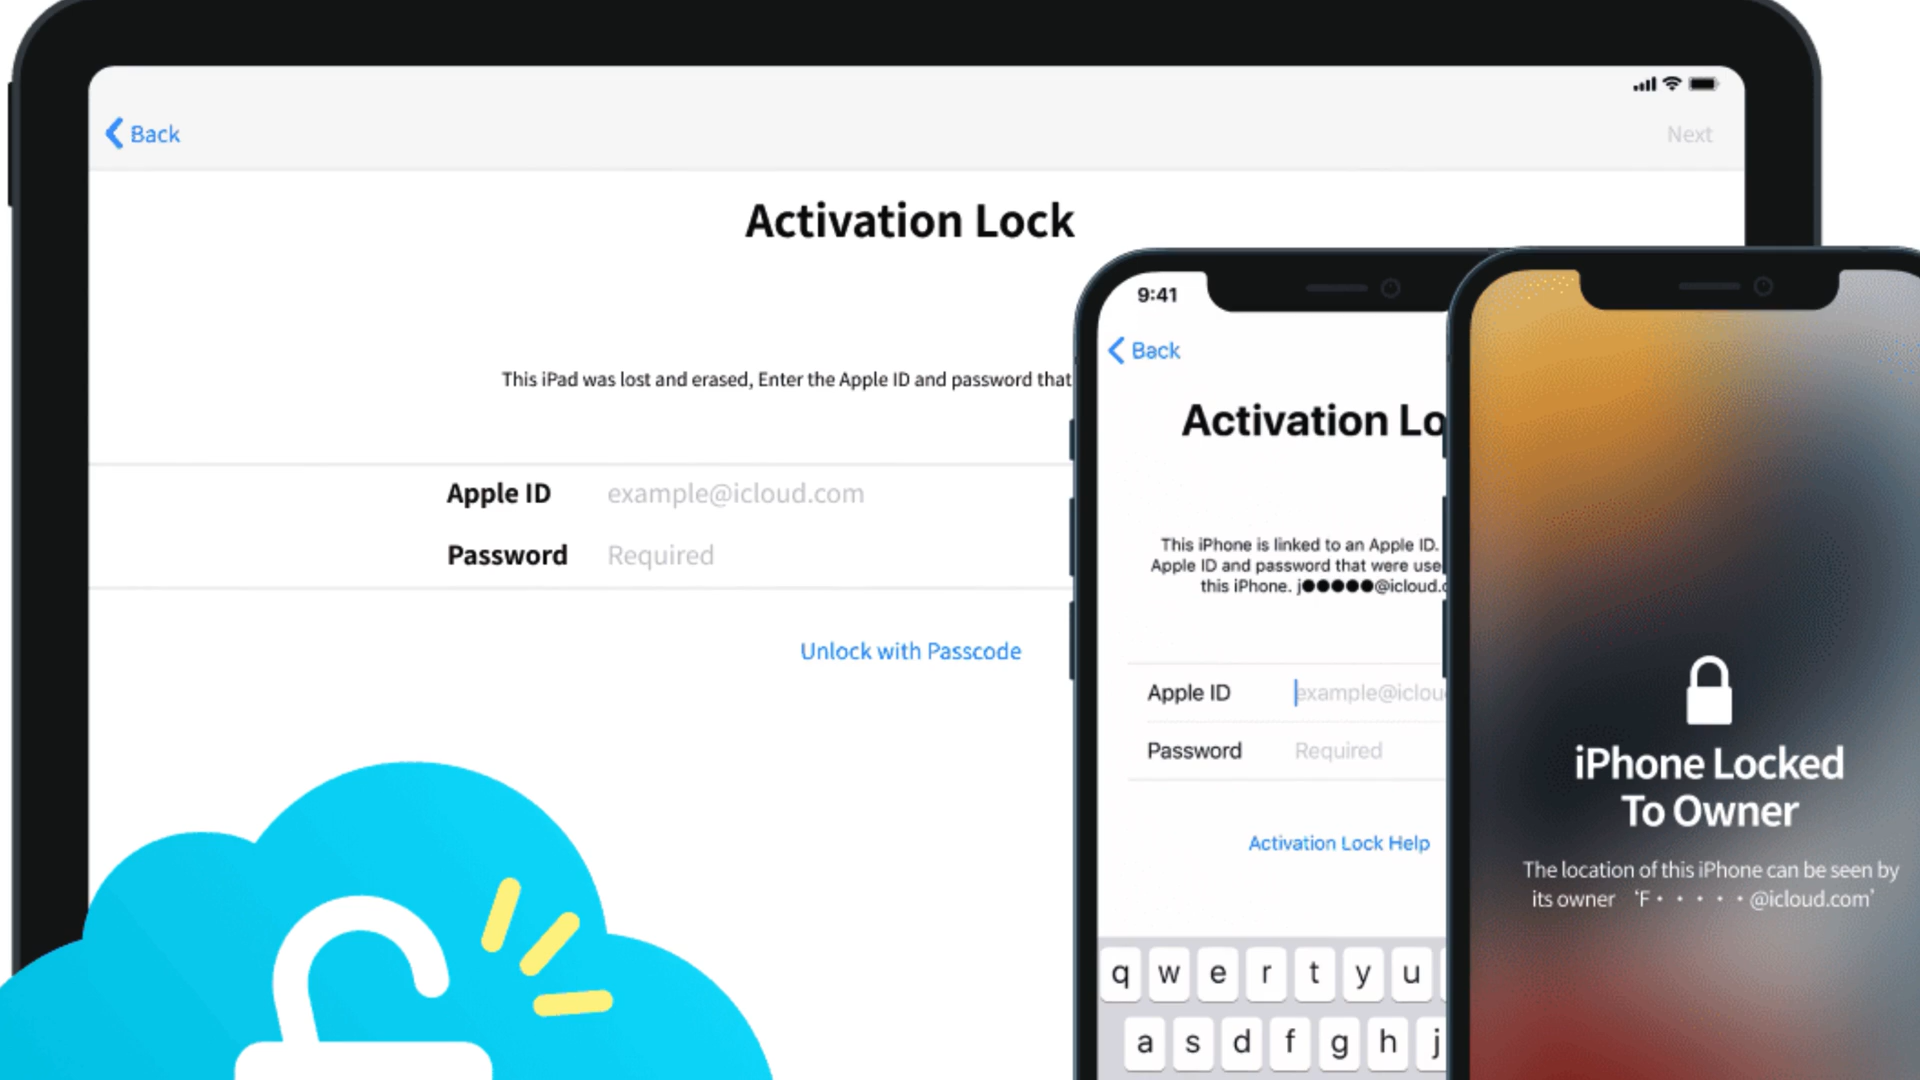 Back
Next
Activation Lock
This iPad was lost and erased, Enter the Apple ID and password that
Apple ID example@icloud.com
Password Required
Unlock with Passcode
9:41
Back
Activation Lo
This iPhone is linked to an Apple ID.
Apple ID and password that were use
this iPhone. j●●●●●@icloud.c
Apple ID example@iclou
Password Required
Activation Lock Help
q w e r t y u
a s d f g h j
iPhone Locked
To Owner
The location of this iPhone can be seen by
its owner ‘F • • • • • @icloud.com’